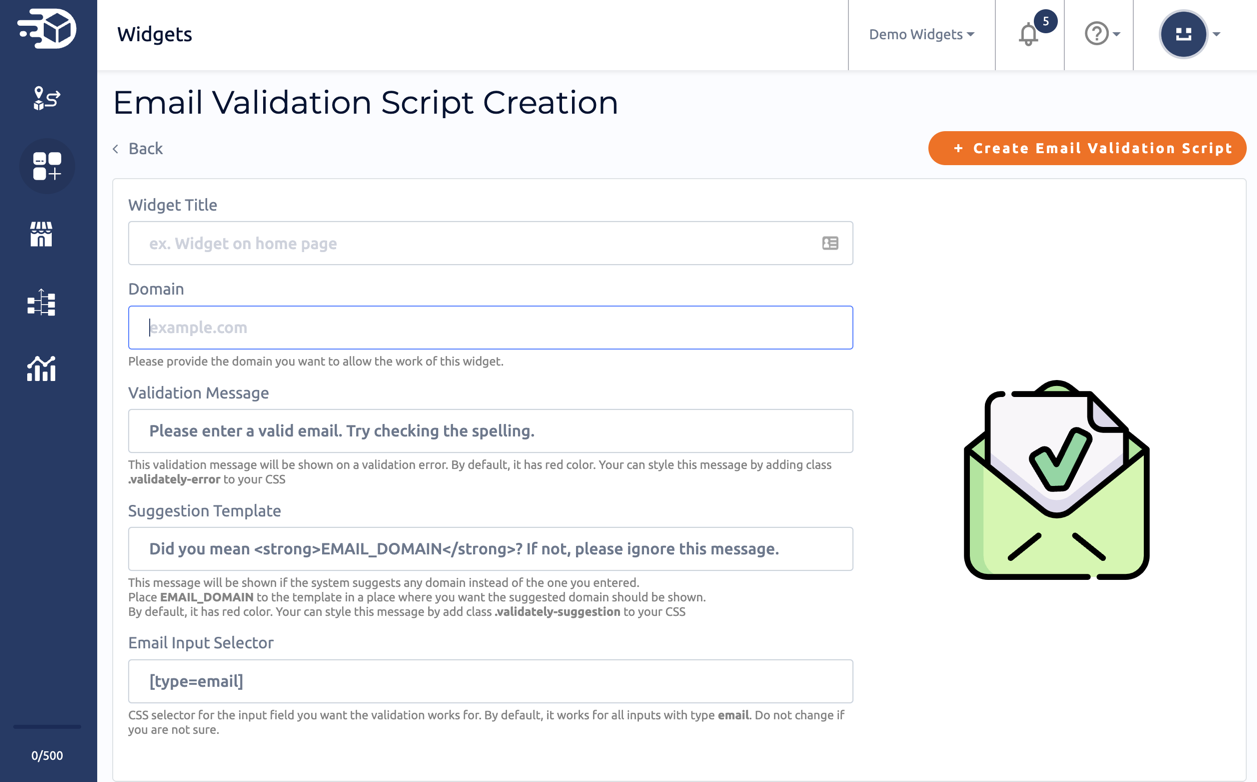 Widgets
Demo Widgets
5
Email Validation Script Creation
Back
+ Create Email Validation Script
Widget Title
ex. Widget on home page
Domain
example.com
Please provide the domain you want to allow the work of this widget.
Validation Message
Please enter a valid email. Try checking the spelling.
This validation message will be shown on a validation error. By default, it has red color. Your can style this message by adding class
.validately-error to your CSS
Suggestion Template
Did you mean <strong>EMAIL_DOMAIN</strong>? If not, please ignore this message.
This message will be shown if the system suggests any domain instead of the one you entered.
Place EMAIL_DOMAIN to the template in a place where you want the suggested domain should be shown.
By default, it has red color. Your can style this message by add class .validately-suggestion to your CSS
Email Input Selector
[type=email]
CSS selector for the input field you want the validation works for. By default, it works for all inputs with type email. Do not change if
you are not sure.
0/500